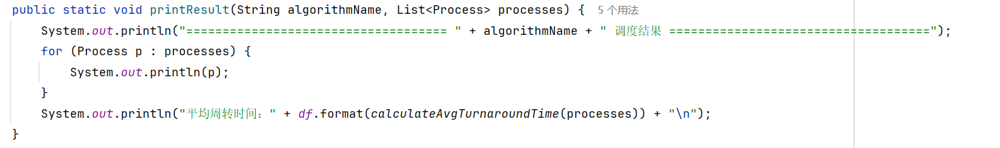 public static void printResult(String algorithmName, List<Process> processes) { 5 个用法
System.out.println("==================================== " + algorithmName + " 调度结果 ====================================");
for (Process p : processes) {
System.out.println(p);
}
System.out.println("平均周转时间：" + df.format(calculateAvgTurnaroundTime(processes)) + "\n");
}